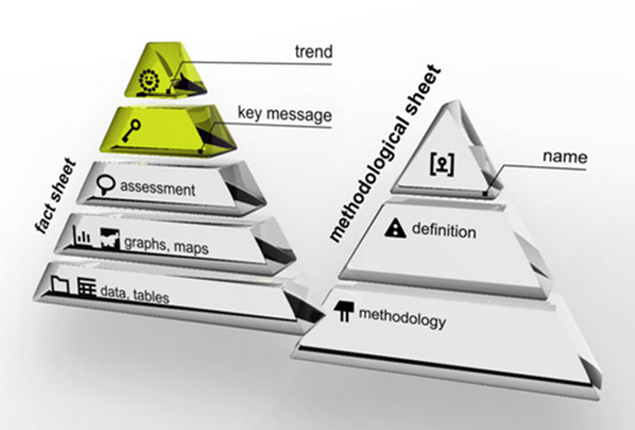 trend
key message
fact sheet
assessment
graphs, maps
data, tables
methodological sheet
name
definition
methodology